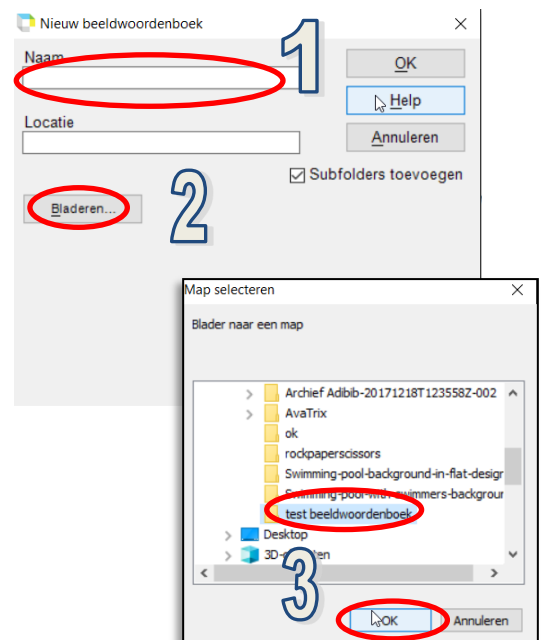 Nieuw beeldwoordenboek
1
Naam
OK
Help
Locatie
Annuleren
Subfolders toevoegen
2
Bladeren...
Map selecteren
Blader naar een map
Archief Adibib-20171218T123558Z-002
AvaTrix
ok
rockpaperscissors
Swimming-pool-background-in-flat-design
Swimming-pool-with-swimmers-backgroun
test beeldwoordenboek
Desktop
3
OK
Annuleren